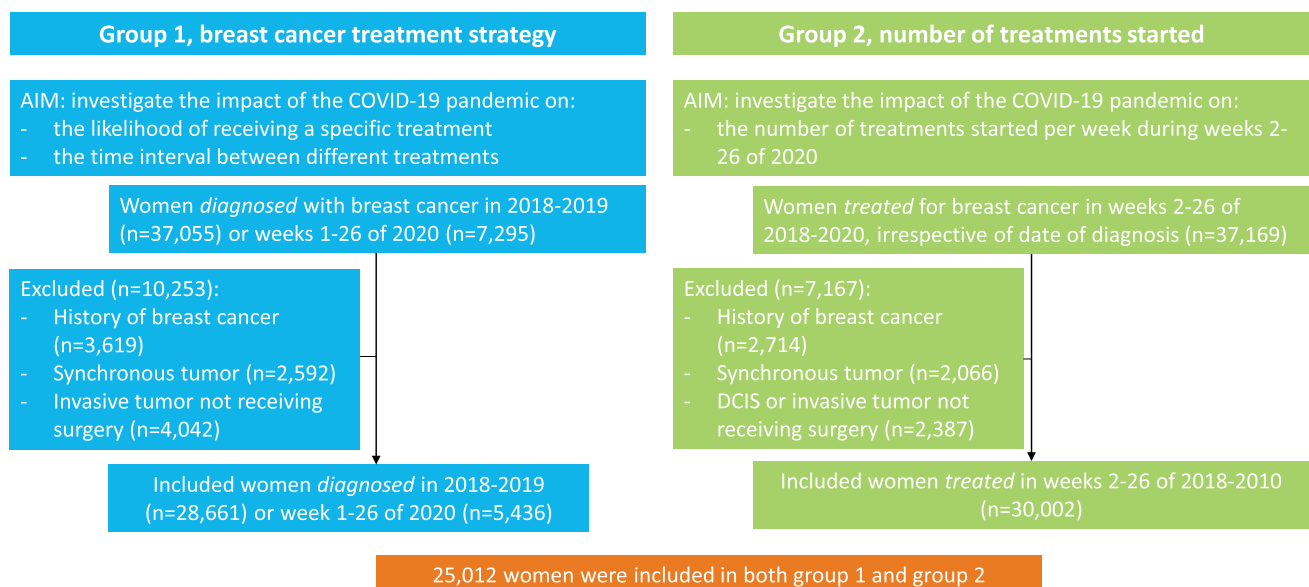 Group 1, breast cancer treatment strategy
AIM: investigate the impact of the COVID-19 pandemic on:
- the likelihood of receiving a specific treatment
- the time interval between different treatments
Women diagnosed with breast cancer in 2018-2019
(n=37,055) or weeks 1-26 of 2020 (n=7,295)
Excluded (n=10,253):
- History of breast cancer
(n=3,619)
- Synchronous tumor (n=2,592)
- Invasive tumor not receiving
surgery (n=4,042)
Included women diagnosed in 2018-2019
(n=28,661) or week 1-26 of 2020 (n=5,436)
Group 2, number of treatments started
AIM: investigate the impact of the COVID-19 pandemic on:
- the number of treatments started per week during weeks 2-
26 of 2020
Women treated for breast cancer in weeks 2-26 of
2018-2020, irrespective of date of diagnosis (n=37,169)
Excluded (n=7,167):
- History of breast cancer
(n=2,714)
- Synchronous tumor (n=2,066)
- DCIS or invasive tumor not
receiving surgery (n=2,387)
Included women treated in weeks 2-26 of 2018-2010
(n=30,002)
25,012 women were included in both group 1 and group 2